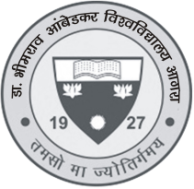 डा. भीमराव आंबेडकर विश्वविद्यालय आगरा
19 27
तमसो मा ज्योतिर्गमय